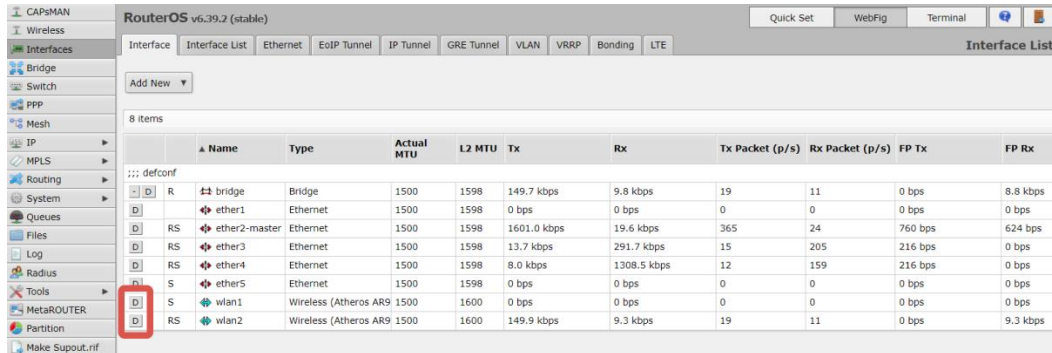 CAPsMAN
Wireless
Interfaces
Bridge
Switch
PPP
Mesh
IP
MPLS
Routing
System
Queues
Files
Log
Radius
Tools
MetaROUTER
Partition
Make Supout.rif
RouterOS v6.39.2 (stable)
Quick Set WebFig Terminal
Interface Interface List Ethernet EoIP Tunnel IP Tunnel GRE Tunnel VLAN VRRP Bonding LTE Interface List
Add New ▼
8 items
▲ Name Type Actual MTU L2 MTU Tx Rx Tx Packet (p/s) Rx Packet (p/s) FP Tx FP Rx
;;; defconf
- D R bridge Bridge 1500 1598 149.7 kbps 9.8 kbps 19 11 0 bps 8.8 kbps
D ether1 Ethernet 1500 1598 0 bps 0 bps 0 0 0 bps 0 bps
D RS ether2-master Ethernet 1500 1598 1601.0 kbps 19.6 kbps 365 24 760 bps 624 bps
D RS ether3 Ethernet 1500 1598 13.7 kbps 291.7 kbps 15 205 216 bps 0 bps
D RS ether4 Ethernet 1500 1598 8.0 kbps 1308.5 kbps 12 159 216 bps 0 bps
D S ether5 Ethernet 1500 1598 0 bps 0 bps 0 0 0 bps 0 bps
D S wlan1 Wireless (Atheros AR9 1500 1600 0 bps 0 bps 0 0 0 bps 0 bps
D RS wlan2 Wireless (Atheros AR9 1500 1600 149.9 kbps 9.3 kbps 19 11 0 bps 9.3 kbps